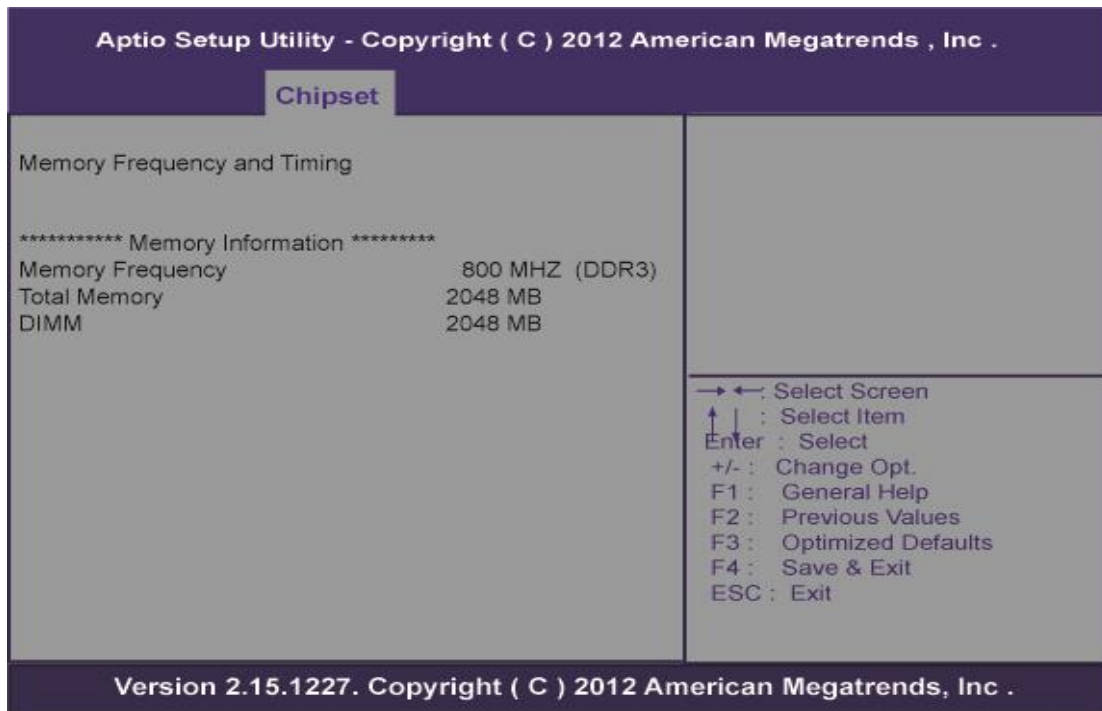 Aptio Setup Utility - Copyright ( C ) 2012 American Megatrends , Inc .
Chipset
Memory Frequency and Timing
*********** Memory Information *********
Memory Frequency 800 MHZ (DDR3)
Total Memory 2048 MB
DIMM 2048 MB
→ ←: Select Screen
↑ ↓ : Select Item
Enter : Select
+/- : Change Opt.
F1 : General Help
F2 : Previous Values
F3 : Optimized Defaults
F4 : Save & Exit
ESC : Exit
Version 2.15.1227. Copyright ( C ) 2012 American Megatrends, Inc .